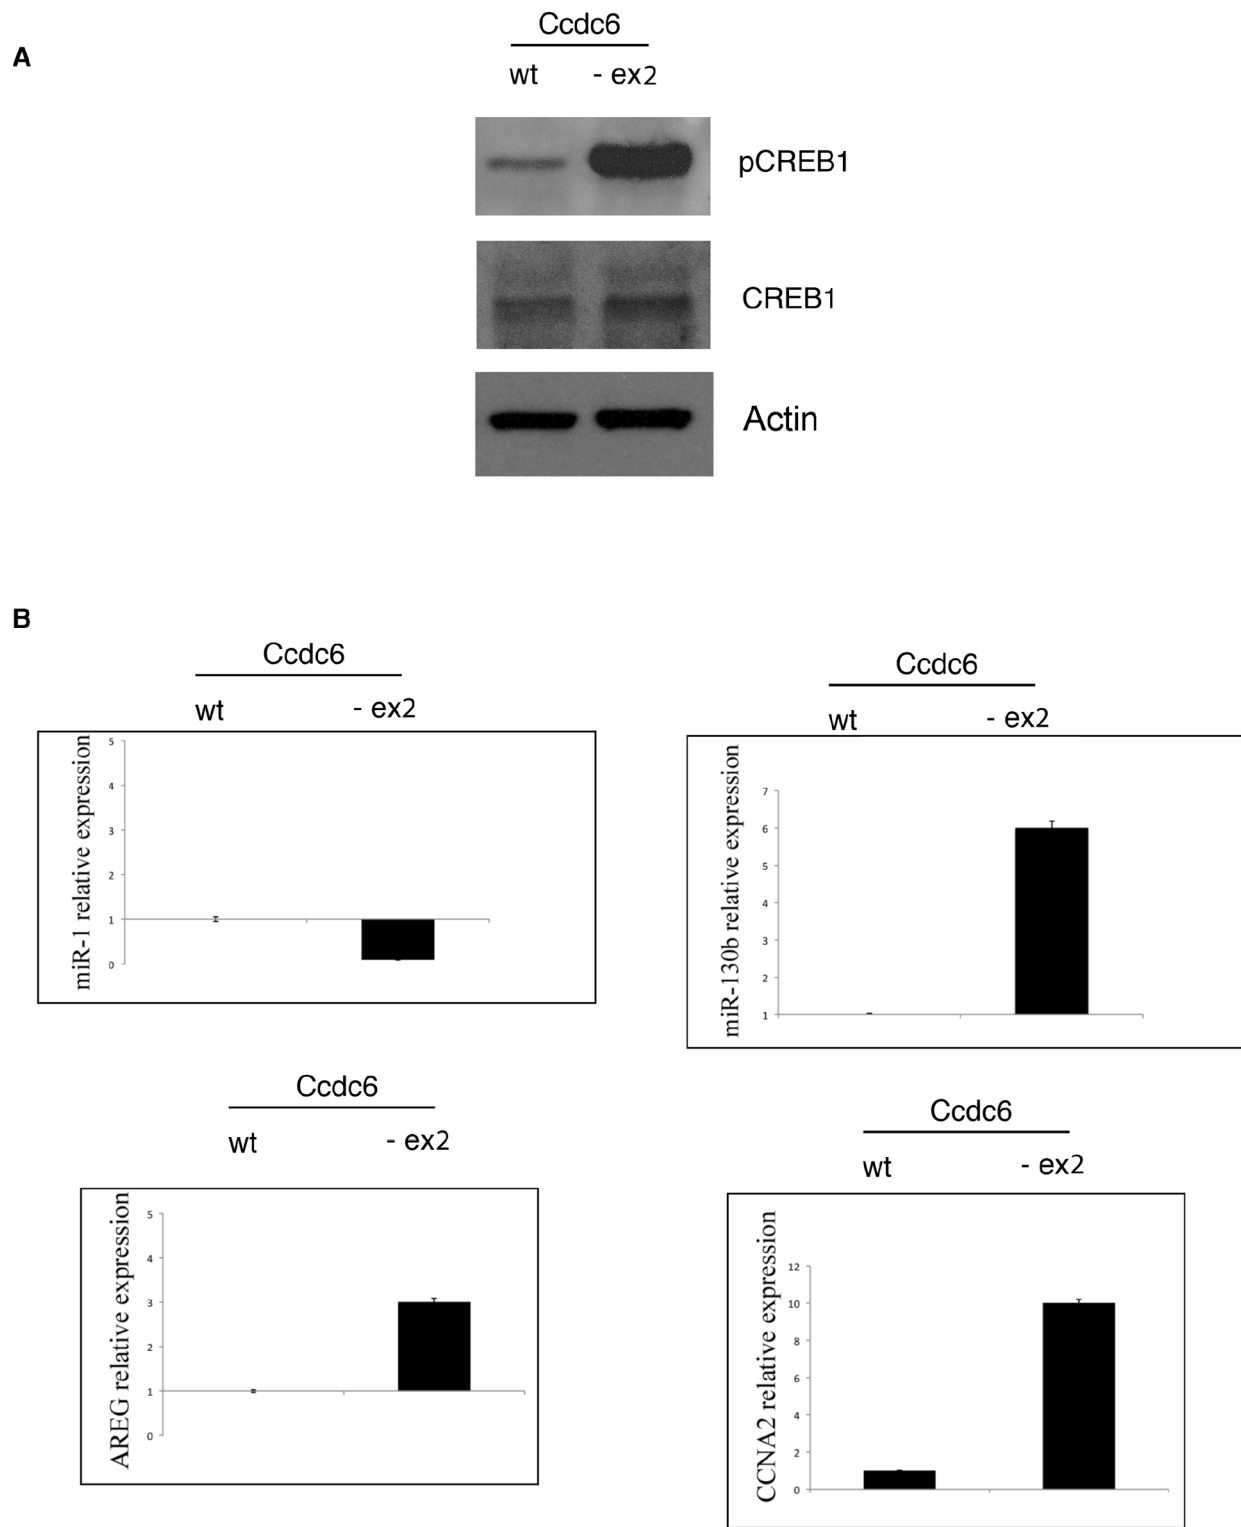 A
Ccdc6
wt - ex2
pCREB1
CREB1
Actin
B
Ccdc6
wt - ex2
miR-1 relative expression
5
4
3
2
1
0
Ccdc6
wt - ex2
miR-130b relative expression
7
6
5
4
3
2
1
Ccdc6
wt - ex2
AREG relative expression
5
4
3
2
1
0
Ccdc6
wt - ex2
CCNA2 relative expression
12
10
8
6
4
2
0